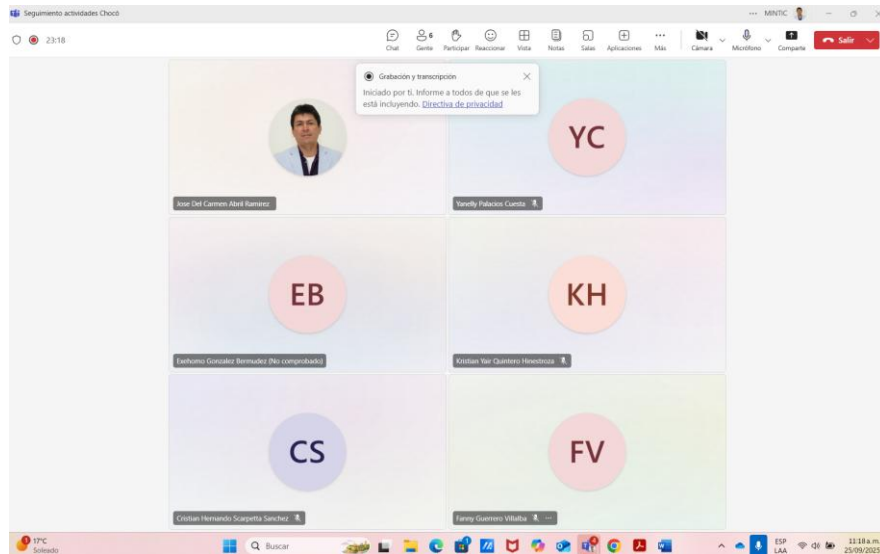 Seguimiento actividades Chocó
MINTIC
23:18
Chat
6
Gente
Participar
Reaccionar
Vista
Notas
Salas
Aplicaciones
Más
Cámara
Micrófono
Compartir
Salir
Grabación y transcripción
Iniciado por ti. Informe a todos de que se les
está incluyendo. Directiva de privacidad
Jose Del Carmen Abril Ramirez
YC
Yanelly Palacios Cuesta
EB
Exehomo Gonzalez Bermudez (No comprobado)
KH
Kristian Yair Quintero Hinestroza
CS
Cristian Hernando Scarpetta Sanchez
FV
Fanny Guerrero Villalba
17°C
Soleado
Buscar
ESP
LAA
11:18 a.m.
25/09/2025